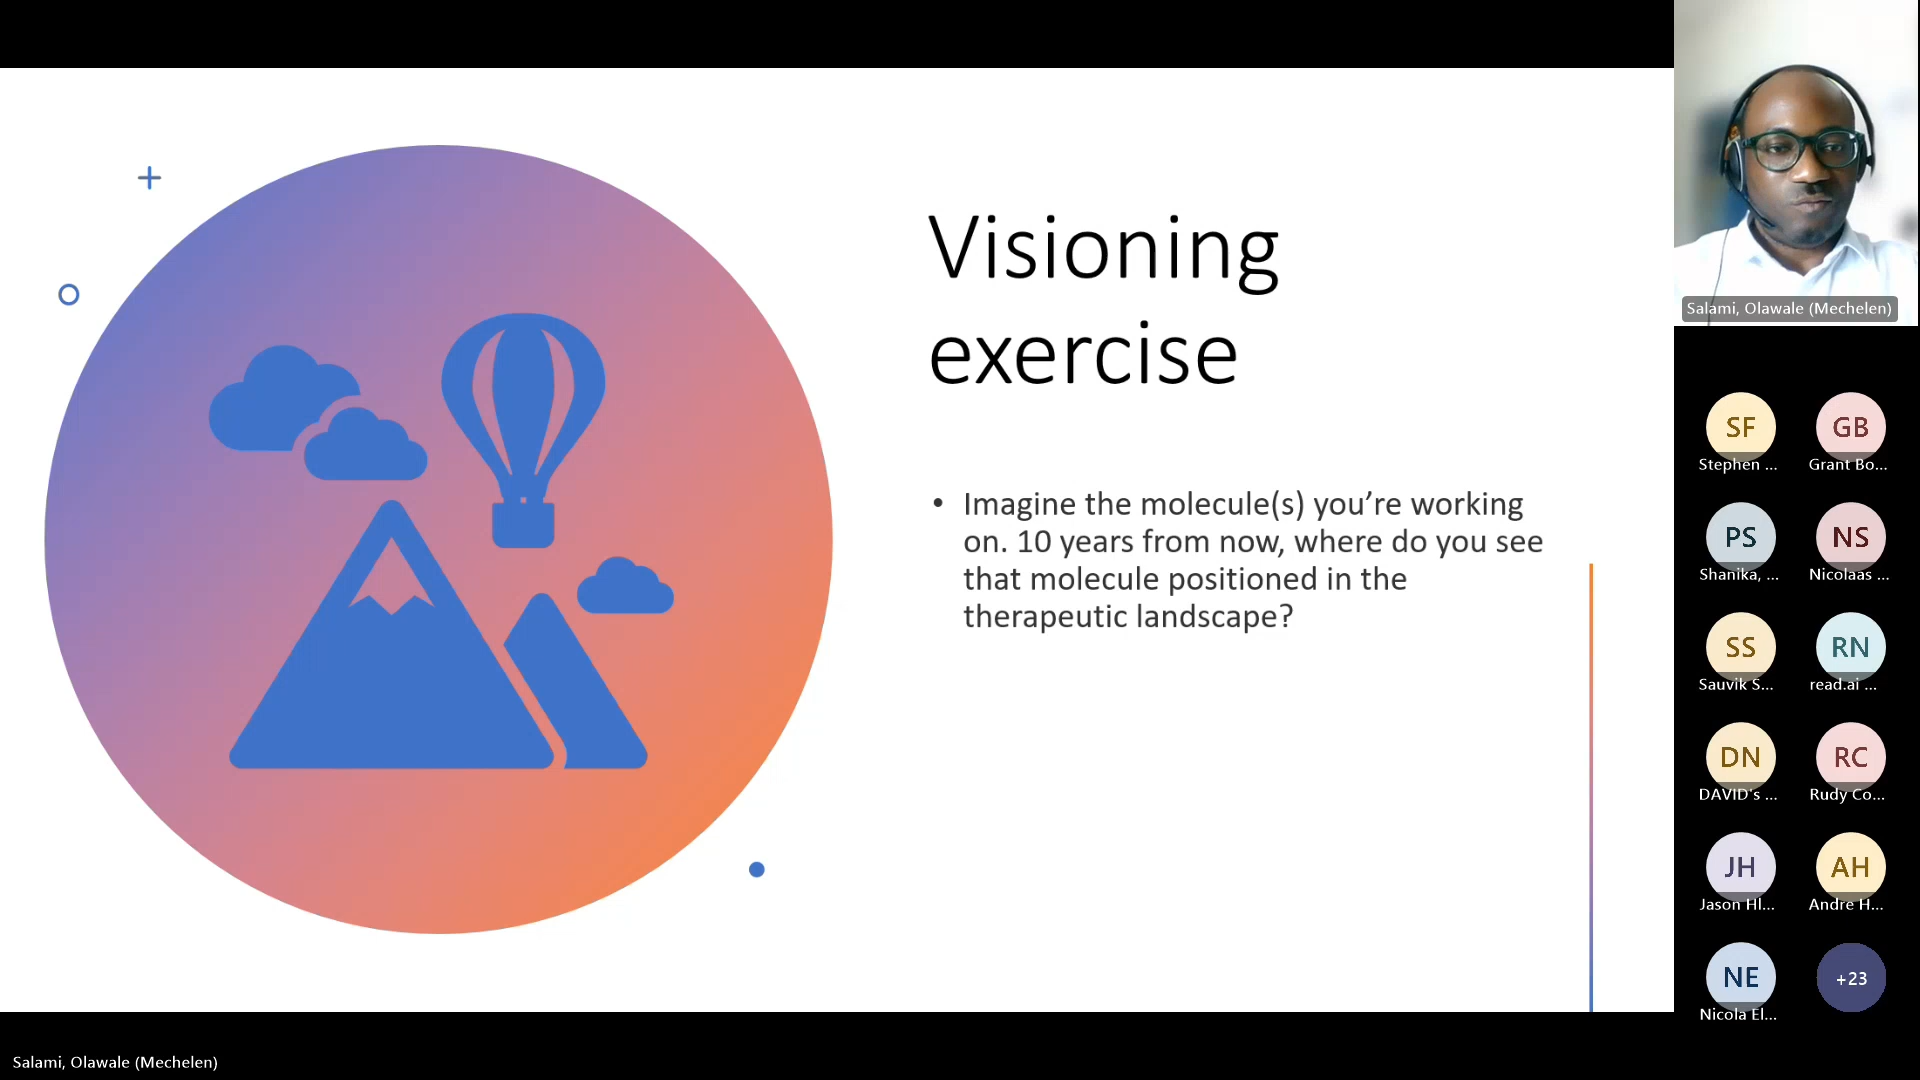 Visioning
exercise
• Imagine the molecule(s) you’re working
on. 10 years from now, where do you see
that molecule positioned in the
therapeutic landscape?
Salami, Olawale (Mechelen)
SF
GB
Stephen ...
Grant Bo...
PS
NS
Shanika, ...
Nicolaas ...
SS
RN
Sauvik S...
read.ai ...
DN
RC
DAVID's ...
Rudy Co...
JH
AH
Jason Hl...
Andre H...
NE
+23
Nicola El...
Salami, Olawale (Mechelen)